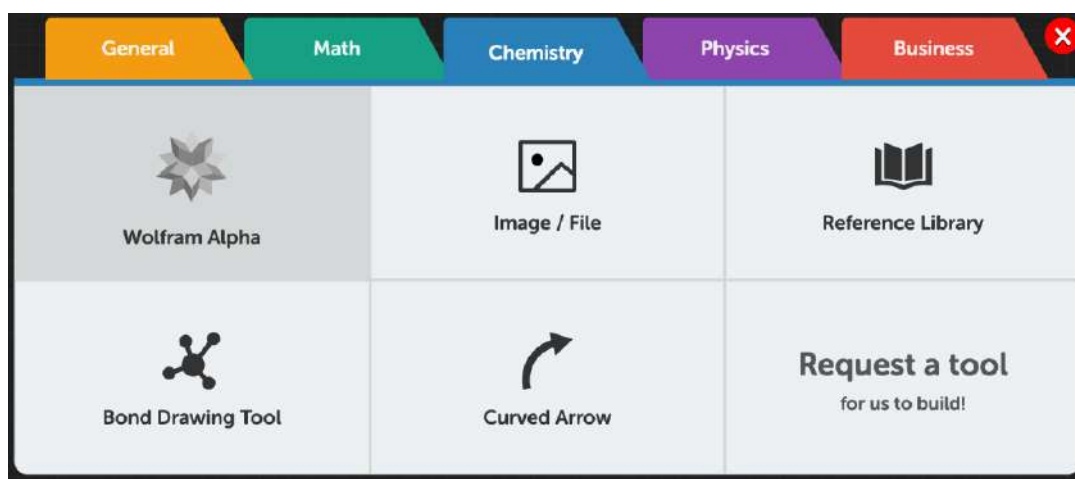 General
Math
Chemistry
Physics
Business
Wolfram Alpha
Image / File
Reference Library
Bond Drawing Tool
Curved Arrow
Request a tool
for us to build!